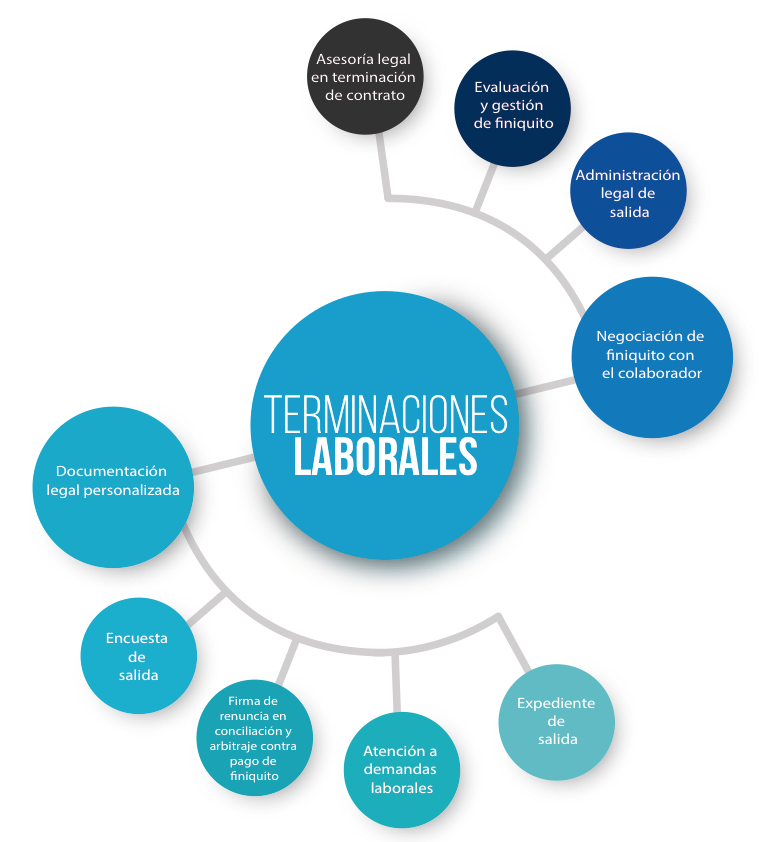 Asesoría legal
en terminación
de contrato
Evaluación
y gestión
de finiquito
Administración
legal de
salida
Negociación de
finiquito con
el colaborador
TERMINACIONES
LABORALES
Documentación
legal personalizada
Encuesta
de
salida
Firma de
renuncia en
conciliación y
arbitraje contra
pago de
finiquito
Atención a
demandas
laborales
Expediente
de
salida